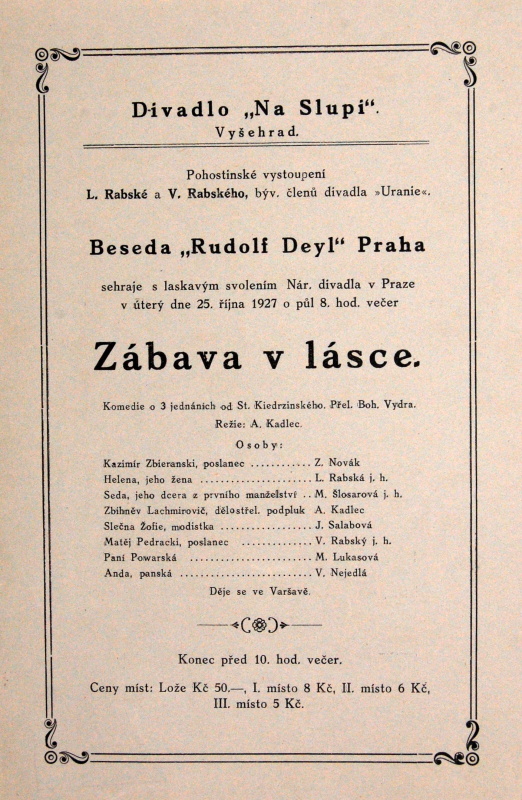 Divadlo „Na Slupi“.
Vyšehrad.
Pohostinské vystoupení
L. Rabské a V. Rabského, býv. členů divadla »Uranie«.
Beseda „Rudolf Deyl“ Praha
sehraje s laskavým svolením Nár. divadla v Praze
v úterý dne 25. října 1927 o půl 8. hod. večer
Zábava v lásce.
Komedie o 3 jednáních od St. Kiedrzinského. Přel. Boh. Vydra.
Režie: A. Kadlec.
Osoby:
Kazimír Zbieranski, poslanec ............ Z. Novák
Helena, jeho žena ...................... L. Rabská j. h.
Seda, jeho dcera z prvního manželství .. M. Šlosarová j. h.
Zbihněv Lachmirovič, dělostřel. podpluk A. Kadlec
Slečna Žofie, modistka .................. J. Salabová
Matěj Pedracki, poslanec .............. V. Rabský j. h.
Paní Powarská ........................ M. Lukasová
Anda, panská .......................... V. Nejedlá
Děje se ve Varšavě.
Konec před 10. hod. večer.
Ceny míst: Lože Kč 50.—, I. místo 8 Kč, II. místo 6 Kč,
III. místo 5 Kč.